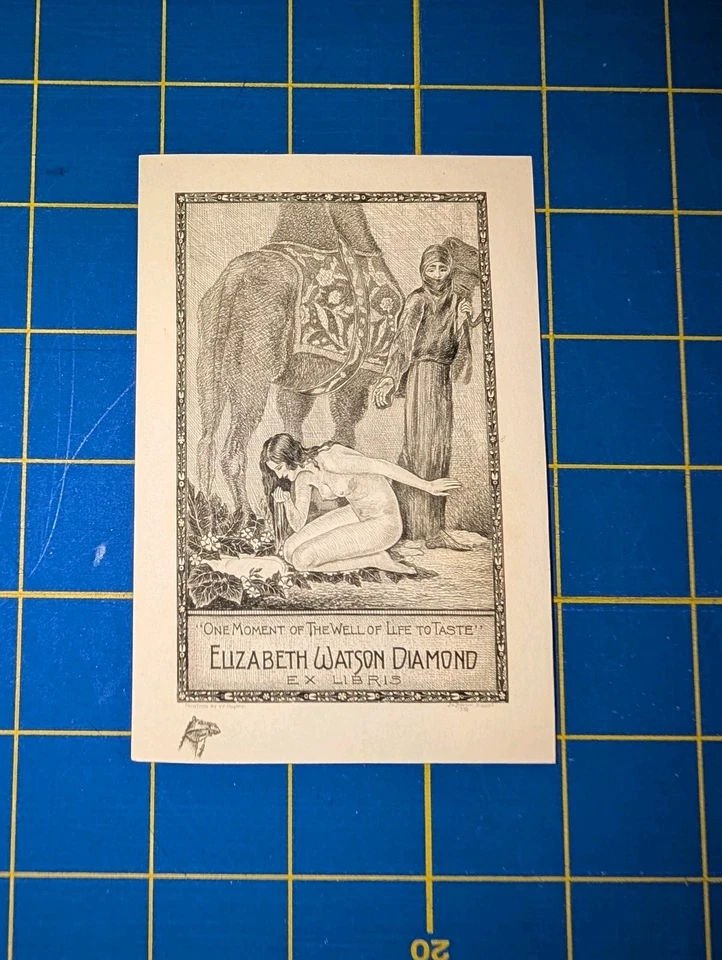 "ONE MOMENT OF THE WELL OF LIFE TO TASTE"
ELIZABETH WATSON DIAMOND
EX LIBRIS
20